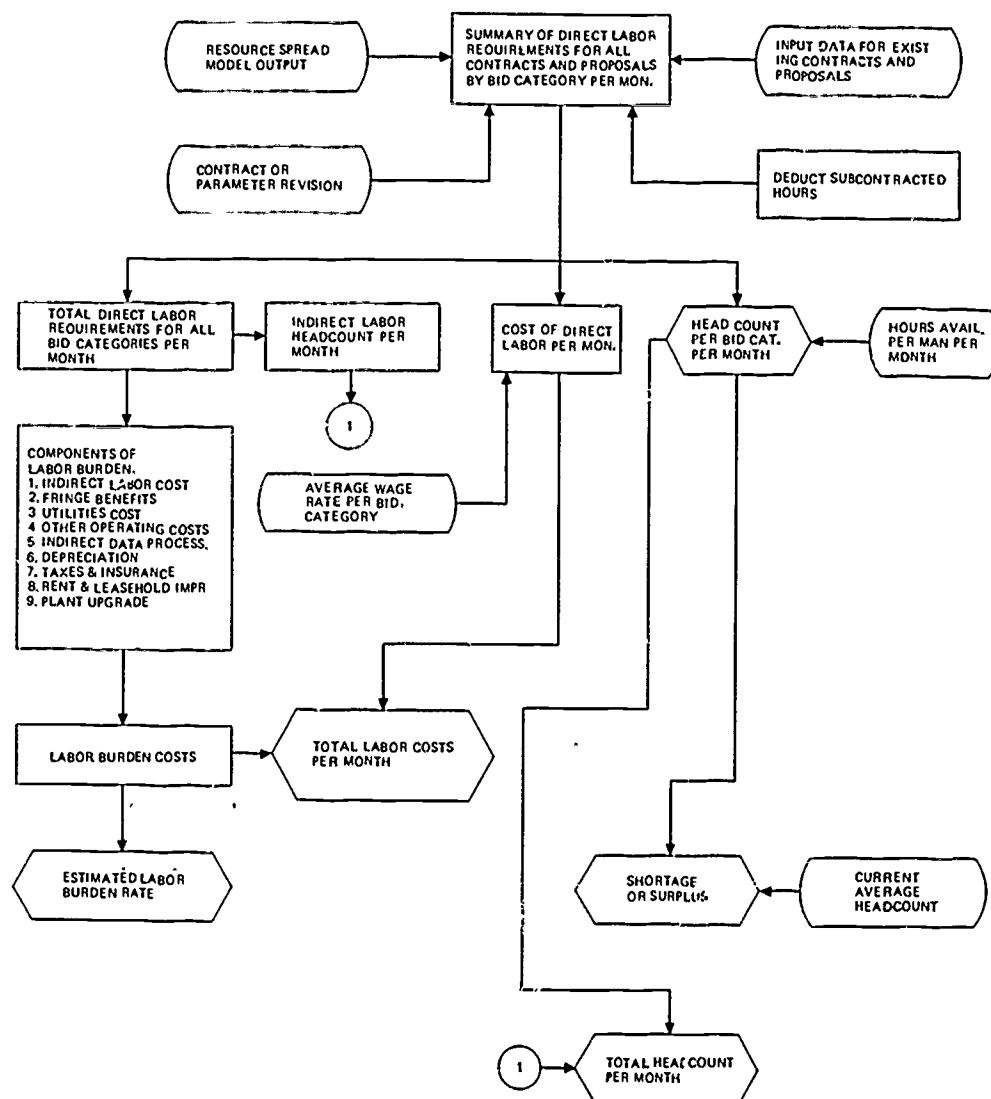 RESOURCE SPREAD
MODEL OUTPUT
SUMMARY OF DIRECT LABOR
REQUIRLMENTS FOR ALL
CONTRACTS AND PROPOSALS
BY BID CATEGORY PER MON.
INPUT DATA FOR EXIST
ING CONTRACTS AND
PROPOSALS
CONTRACT OR
PARAMETER REVISION
DEDUCT SUBCONTRACTED
HOURS
TOTAL DIRECT LABOR
REQUIREMENTS FOR ALL
BID CATEGORIES PER
MONTH
INDIRECT LABOR
HEADCOUNT PER
MONTH
COST OF DIRECT
LABOR PER MON.
HEAD COUNT
PER BID CAT.
PER MONTH
HOURS AVAIL.
PER MAN PER
MONTH
1
COMPONENTS OF
LABOR BURDEN.
1. INDIRECT LABOR COST
2. FRINGE BENEFITS
3 UTILITIES COST
4 OTHER OPERATING COSTS
5 INDIRECT DATA PROCESS.
6. DEPRECIATION
7. TAXES & INSURANCE
8. RENT & LEASEHOLD IMPR
9. PLANT UPGRADE
AVERAGE WAGE
RATE PER BID.
CATEGORY
LABOR BURDEN COSTS
TOTAL LABOR COSTS
PER MONTH
ESTIMATED LABOR
BURDEN RATE
SHORTAGE
OR SURPLUS
CURRENT
AVERAGE
HEADCOUNT
1
TOTAL HEADCOUNT
PER MONTH